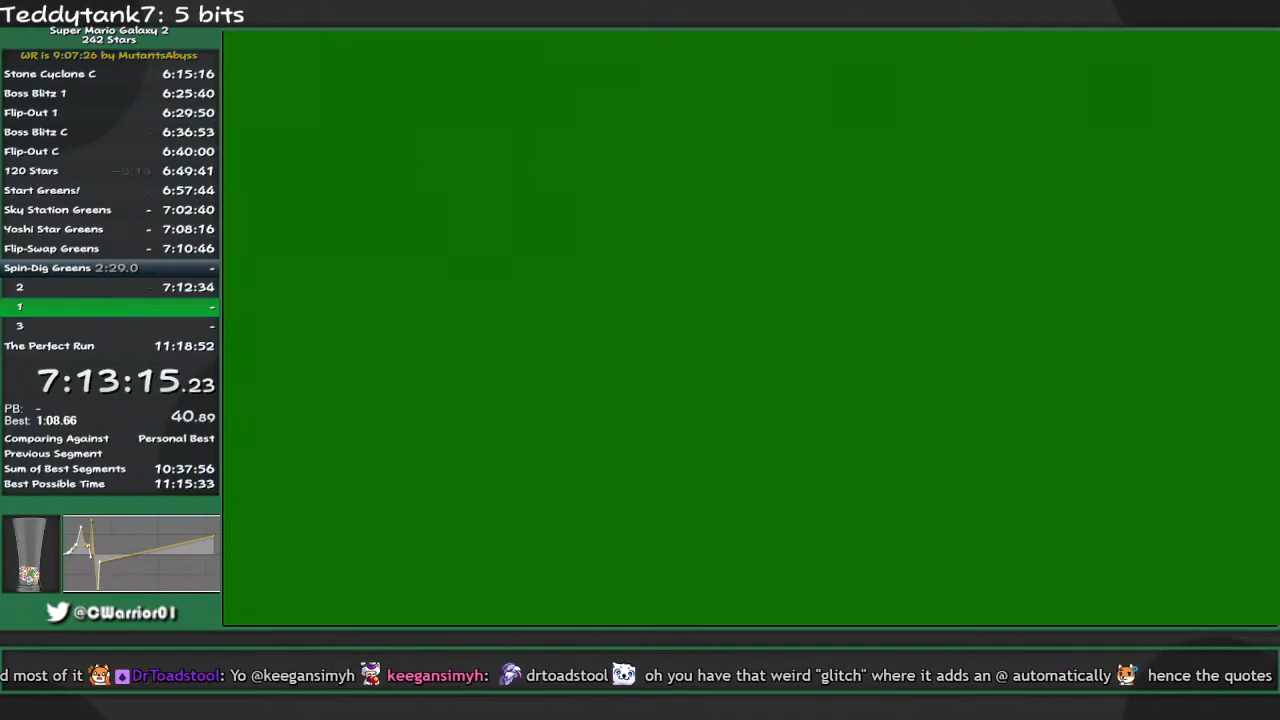 Teddytank7: 5 bits
Super Mario Galaxy 2
242 Stars
WR is 9:07:26 by MutantsAbyss
Stone Cyclone C 6:15:16
Boss Blitz 1 6:25:40
Flip-Out 1 6:29:50
Boss Blitz C 6:36:53
Flip-Out C 6:40:00
120 Stars 6:49:41
Start Greens! 6:57:44
Sky Station Greens - 7:02:40
Yoshi Star Greens - 7:08:16
Flip-Swap Greens - 7:10:46
Spin-Dig Greens 2:29.0 -
2 7:12:34
1 -
3 -
The Perfect Run 11:18:52
7:13:15.23
PB: -
Best: 1:08.66 40.89
Comparing Against Personal Best
Previous Segment
Sum of Best Segments 10:37:56
Best Possible Time 11:15:33
@CWarrior01
d most of it DrToadstool: Yo @keegansimyh keegansimyh: drtoadstool oh you have that weird "glitch" where it adds an @ automatically hence the quotes